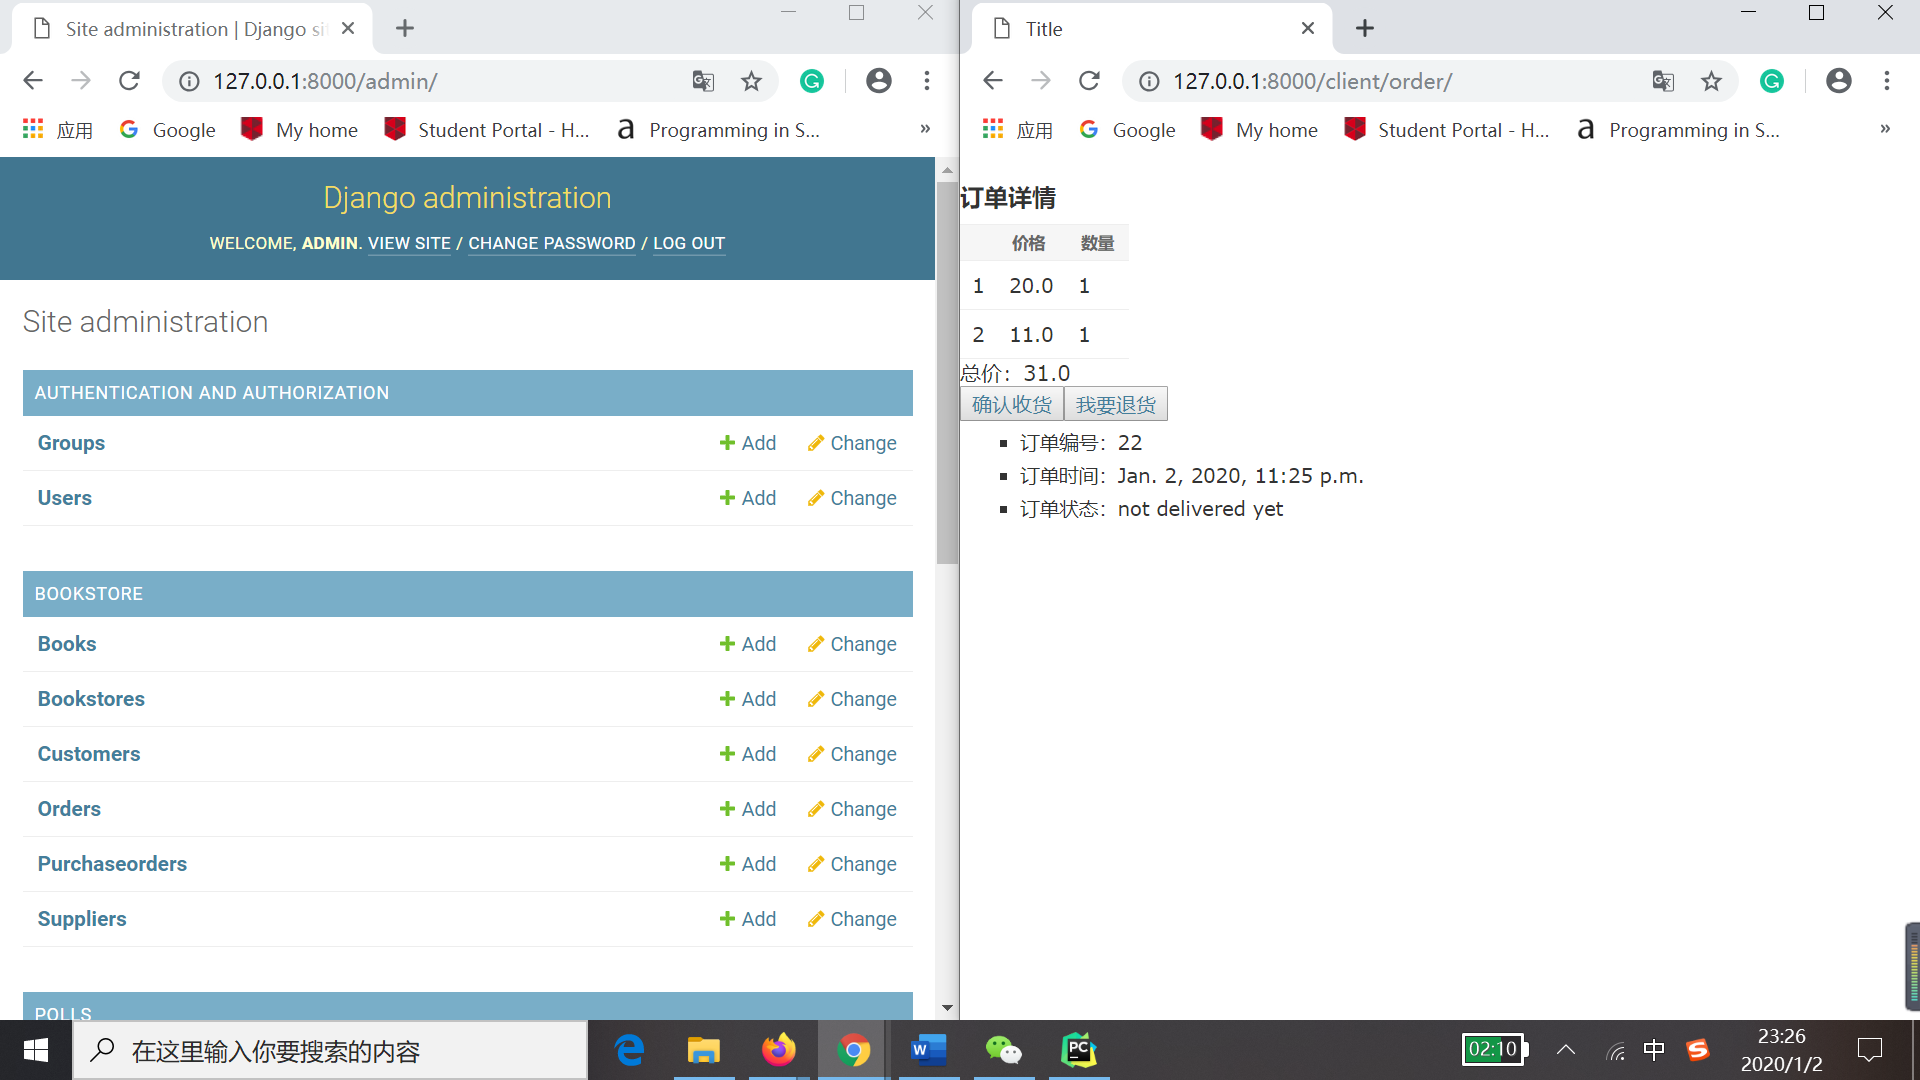 Site administration | Django si
127.0.0.1:8000/admin/
应用 Google My home Student Portal - H... Programming in S... »
Django administration
WELCOME, ADMIN. VIEW SITE / CHANGE PASSWORD / LOG OUT
Site administration
AUTHENTICATION AND AUTHORIZATION
Groups Add Change
Users Add Change
BOOKSTORE
Books Add Change
Bookstores Add Change
Customers Add Change
Orders Add Change
Purchaseorders Add Change
Suppliers Add Change
POLLS
Title
127.0.0.1:8000/client/order/
应用 Google My home Student Portal - H... Programming in S... »
订单详情
价格 数量
1 20.0 1
2 11.0 1
总价：31.0
确认收货 我要退货
订单编号：22
订单时间：Jan. 2, 2020, 11:25 p.m.
订单状态：not delivered yet
在这里输入你要搜索的内容
02:10
中
23:26
2020/1/2